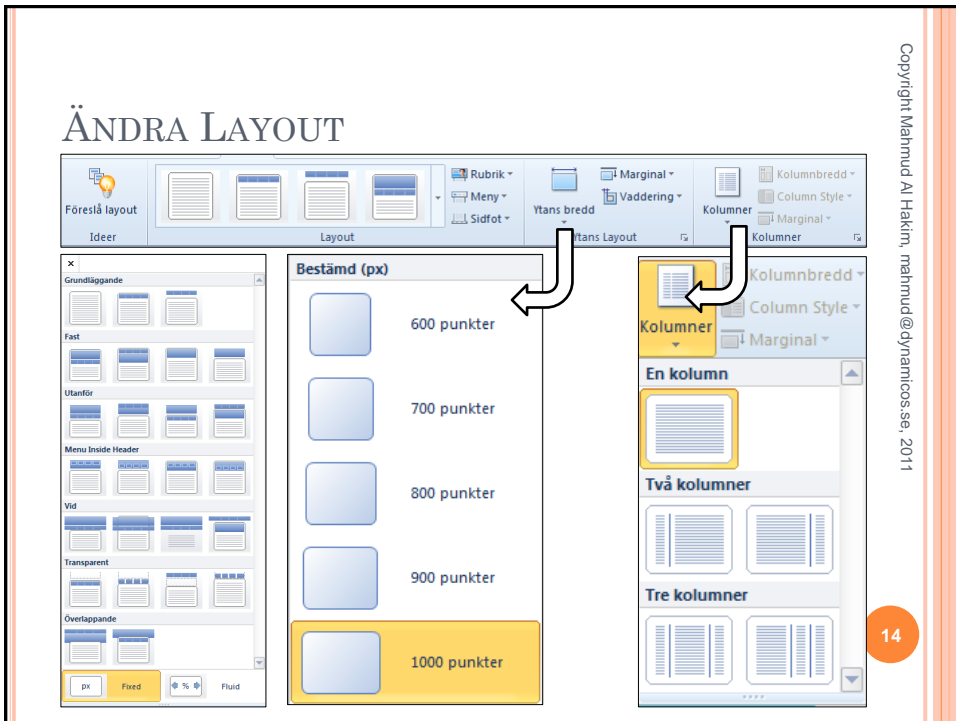 ÄNDRA LAYOUT
Föreslå layout
Ideer
Layout
Rubrik
Meny
Sidfot
Ytans bredd
Marginal
Vaddering
Yttans Layout
Kolumner
Kolumnbredd
Column Style
Marginal
Kolumner
×
Grundläggande
Fast
Utanför
Menu Inside Header
Vid
Transparent
Överlappande
px
Fixed
%
Fluid
Bestämd (px)
600 punkter
700 punkter
800 punkter
900 punkter
1000 punkter
Kolumner
Kolumnbredd
Column Style
Marginal
En kolumn
Två kolumner
Tre kolumner
Copyright Mahmud Al Hakim, mahmud@dynamicos.se, 2011
14